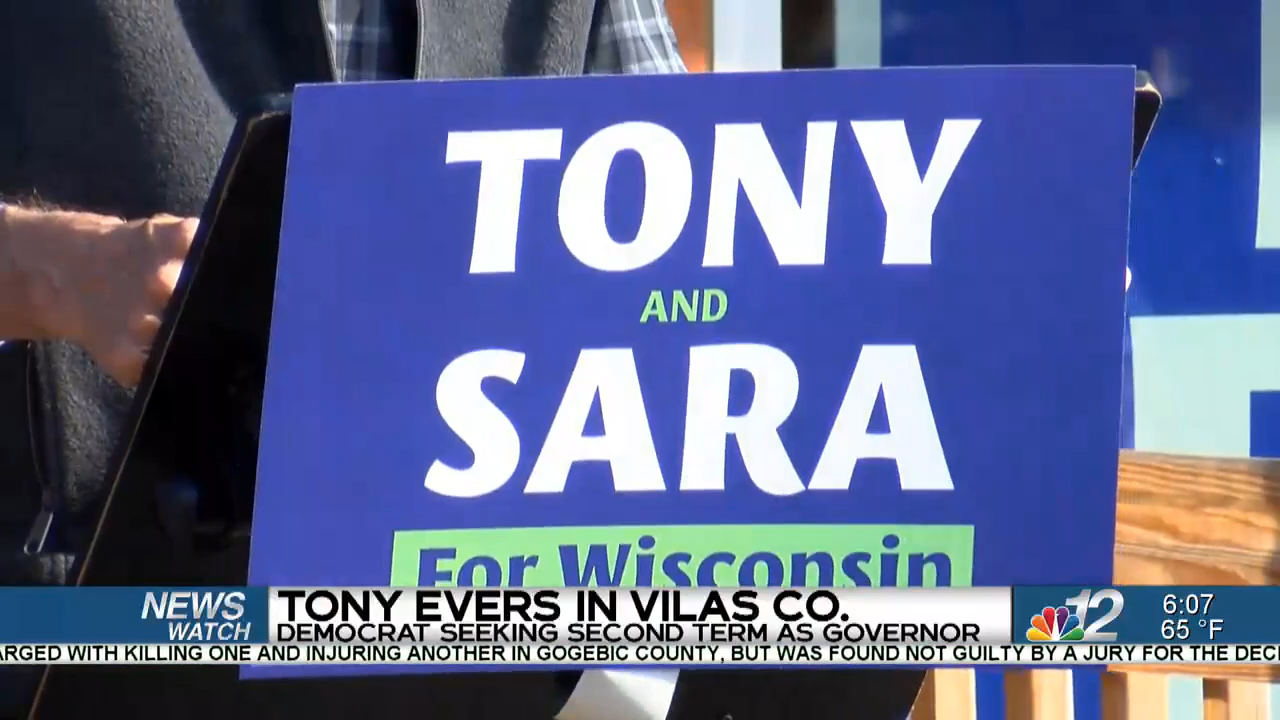 TONY
AND
SARA
For Wisconsin
NEWS
WATCH
TONY EVERS IN VILAS CO.
DEMOCRAT SEEKING SECOND TERM AS GOVERNOR
12
6:07
65 °F
ARGED WITH KILLING ONE AND INJURING ANOTHER IN GOGEBIC COUNTY, BUT WAS FOUND NOT GUILTY BY A JURY FOR THE DECI